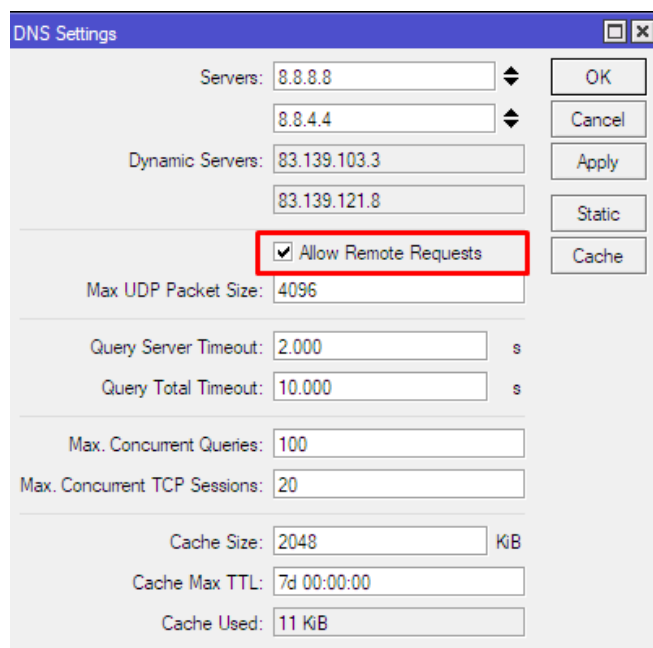 DNS Settings
Servers: 8.8.8.8
OK
8.8.4.4
Cancel
Dynamic Servers: 83.139.103.3
Apply
83.139.121.8
Static
Allow Remote Requests
Cache
Max UDP Packet Size: 4096
Query Server Timeout: 2.000 s
Query Total Timeout: 10.000 s
Max. Concurrent Queries: 100
Max. Concurrent TCP Sessions: 20
Cache Size: 2048 KiB
Cache Max TTL: 7d 00:00:00
Cache Used: 11 KiB